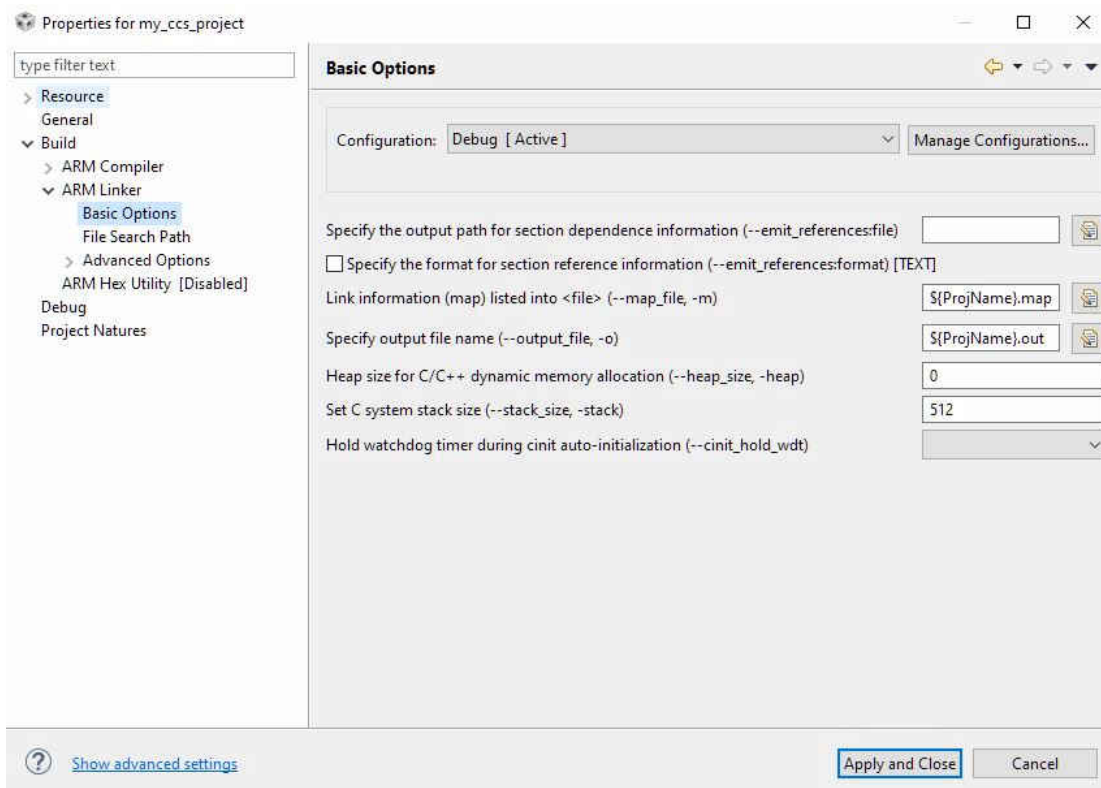 Properties for my_ccs_project
type filter text
Resource
General
Build
ARM Compiler
ARM Linker
Basic Options
File Search Path
Advanced Options
ARM Hex Utility [Disabled]
Debug
Project Natures
Basic Options
Configuration: Debug [ Active ] Manage Configurations...
Specify the output path for section dependence information (--emit_references:file)
Specify the format for section reference information (--emit_references:format) [TEXT]
Link information (map) listed into <file> (--map_file, -m) ${ProjName}.map
Specify output file name (--output_file, -o) ${ProjName}.out
Heap size for C/C++ dynamic memory allocation (--heap_size, -heap) 0
Set C system stack size (--stack_size, -stack) 512
Hold watchdog timer during cinit auto-initialization (--cinit_hold_wdt)
? Show advanced settings Apply and Close Cancel